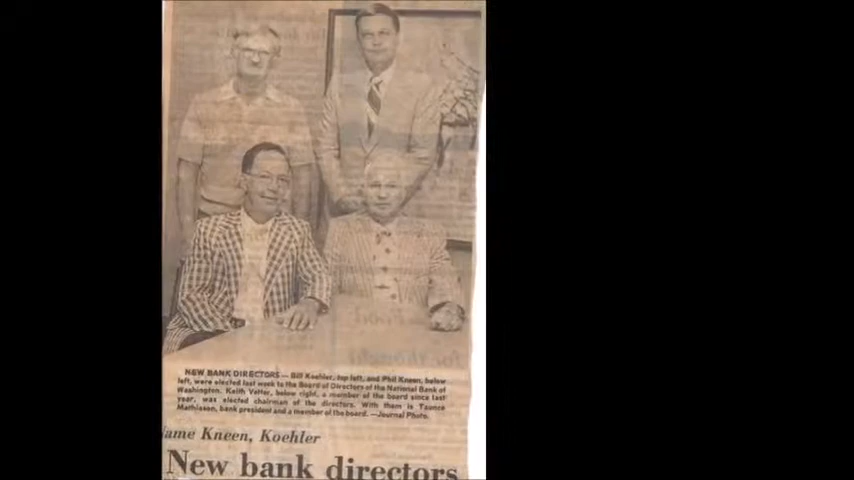 NEW BANK DIRECTORS — Bill Koehler, top left, and Phil Kneen, below
left, were elected last week to the Board of Directors of the National Bank of
Washington. Keith Vetter, below right, a member of the board since last
year, was elected chairman of the directors. With them is Taance
Mathiason, bank president and a member of the board. —Journal Photo.
Name Kneen, Koehler
New bank directors